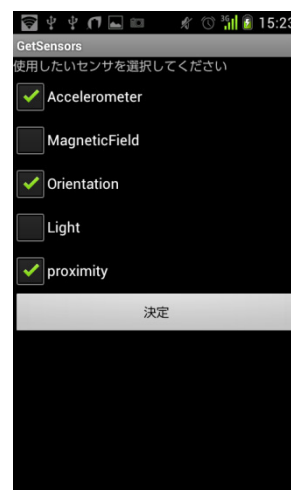 15:23
GetSensors
使用したいセンサを選択してください
Accelerometer
MagneticField
Orientation
Light
proximity
決定